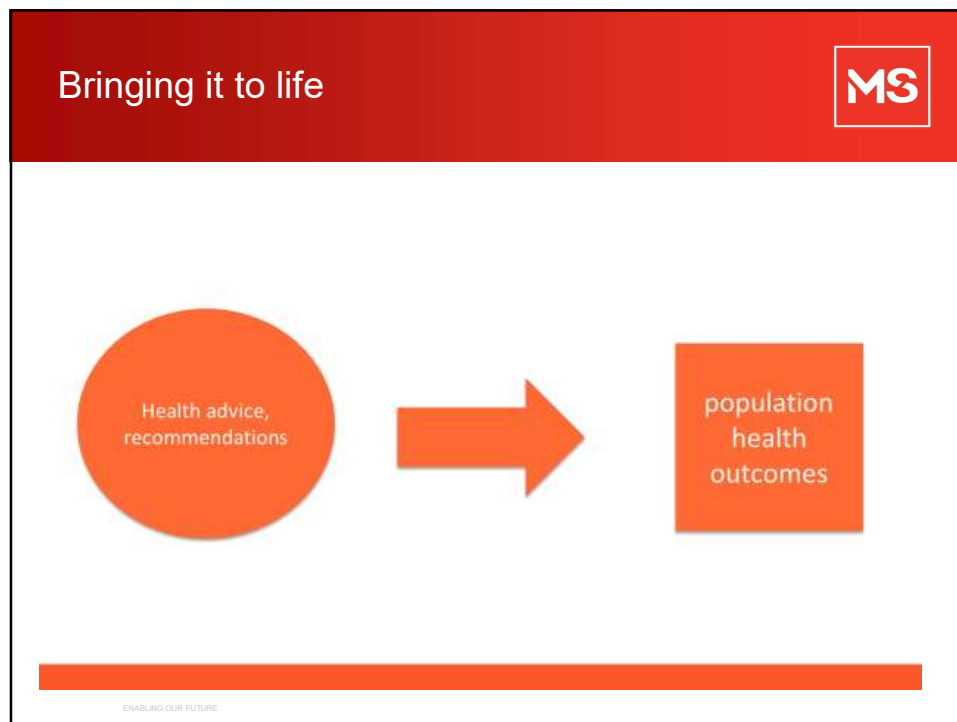 Bringing it to life
MS
Health advice,
recommendations
population
health
outcomes
ENABLING OUR FUTURE